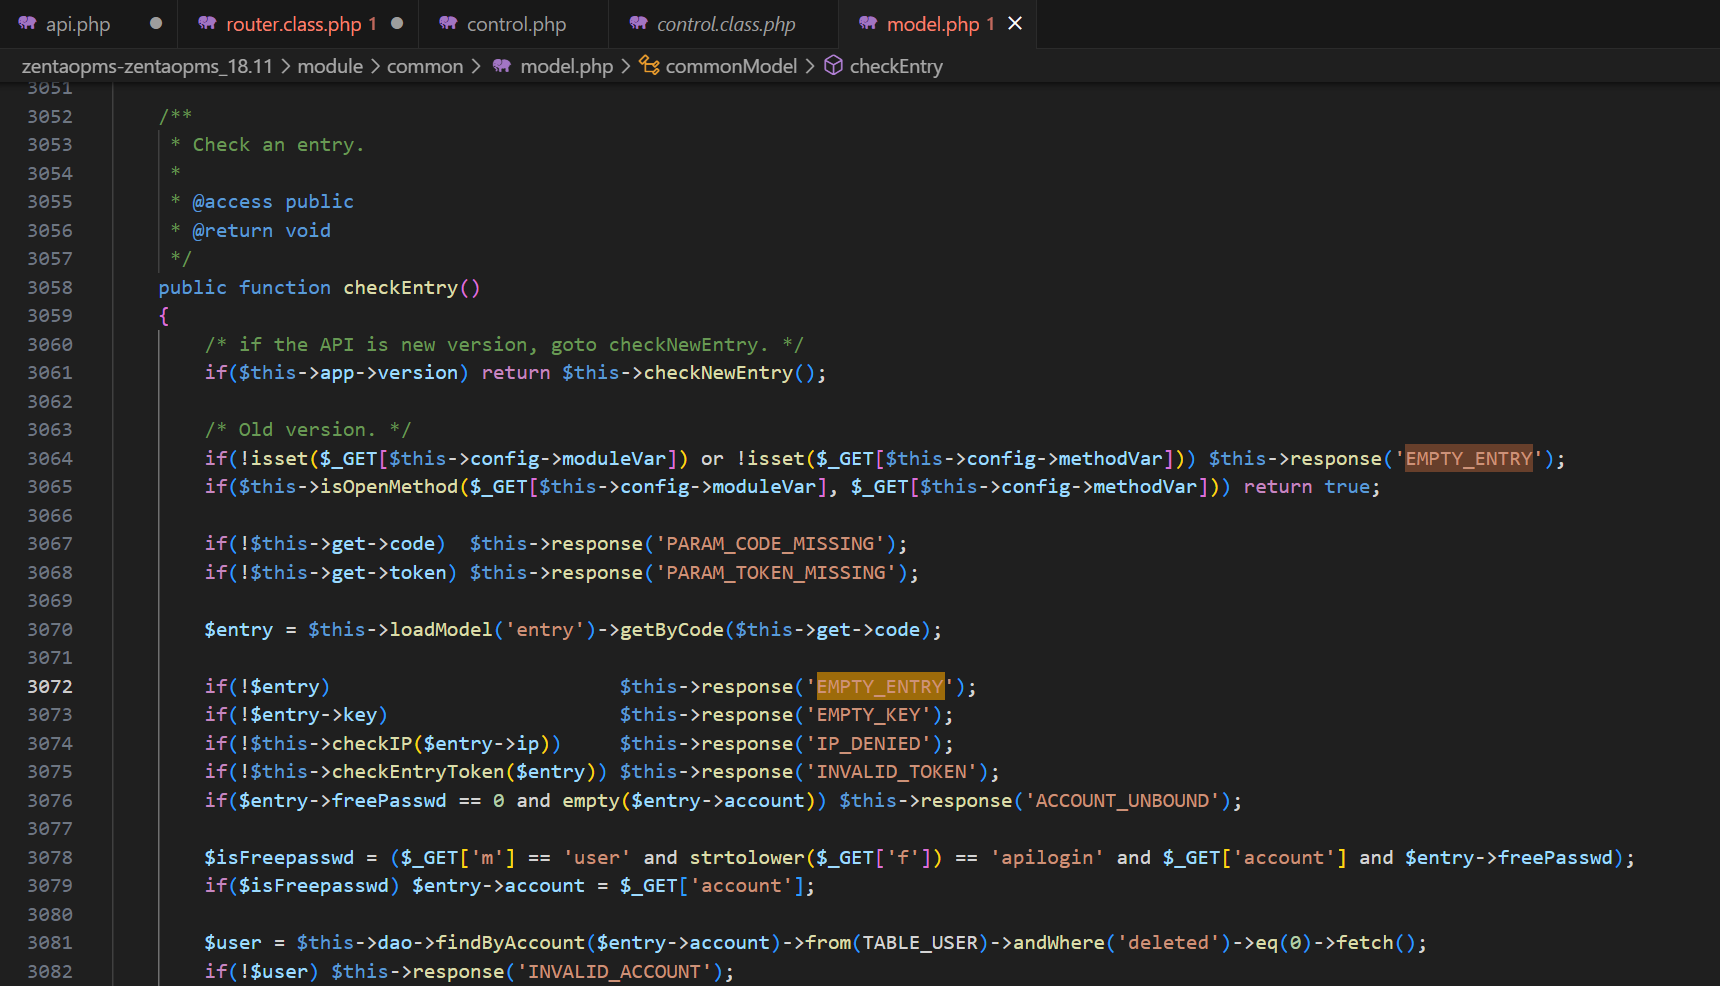 api.php ● router.class.php 1 ● control.php control.class.php model.php 1 ×
zentaopms-zentaopms_18.11 > module > common > model.php > commonModel > checkEntry
3051
3052 /**
3053 * Check an entry.
3054 *
3055 * @access public
3056 * @return void
3057 */
3058 public function checkEntry()
3059 {
3060 /* if the API is new version, goto checkNewEntry. */
3061 if($this->app->version) return $this->checkNewEntry();
3062
3063 /* Old version. */
3064 if(!isset($_GET[$this->config->moduleVar]) or !isset($_GET[$this->config->methodVar])) $this->response('EMPTY_ENTRY');
3065 if($this->isOpenMethod($_GET[$this->config->moduleVar], $_GET[$this->config->methodVar])) return true;
3066
3067 if(!$this->get->code)  $this->response('PARAM_CODE_MISSING');
3068 if(!$this->get->token) $this->response('PARAM_TOKEN_MISSING');
3069
3070 $entry = $this->loadModel('entry')->getByCode($this->get->code);
3071
3072 if(!$entry)                         $this->response('EMPTY_ENTRY');
3073 if(!$entry->key)                    $this->response('EMPTY_KEY');
3074 if(!$this->checkIP($entry->ip))     $this->response('IP_DENIED');
3075 if(!$this->checkEntryToken($entry)) $this->response('INVALID_TOKEN');
3076 if($entry->freePasswd == 0 and empty($entry->account)) $this->response('ACCOUNT_UNBOUND');
3077
3078 $isFreepasswd = ($_GET['m'] == 'user' and strtolower($_GET['f']) == 'apilogin' and $_GET['account'] and $entry->freePasswd);
3079 if($isFreepasswd) $entry->account = $_GET['account'];
3080
3081 $user = $this->dao->findByAccount($entry->account)->from(TABLE_USER)->andWhere('deleted')->eq(0)->fetch();
3082 if(!$user) $this->response('INVALID_ACCOUNT');